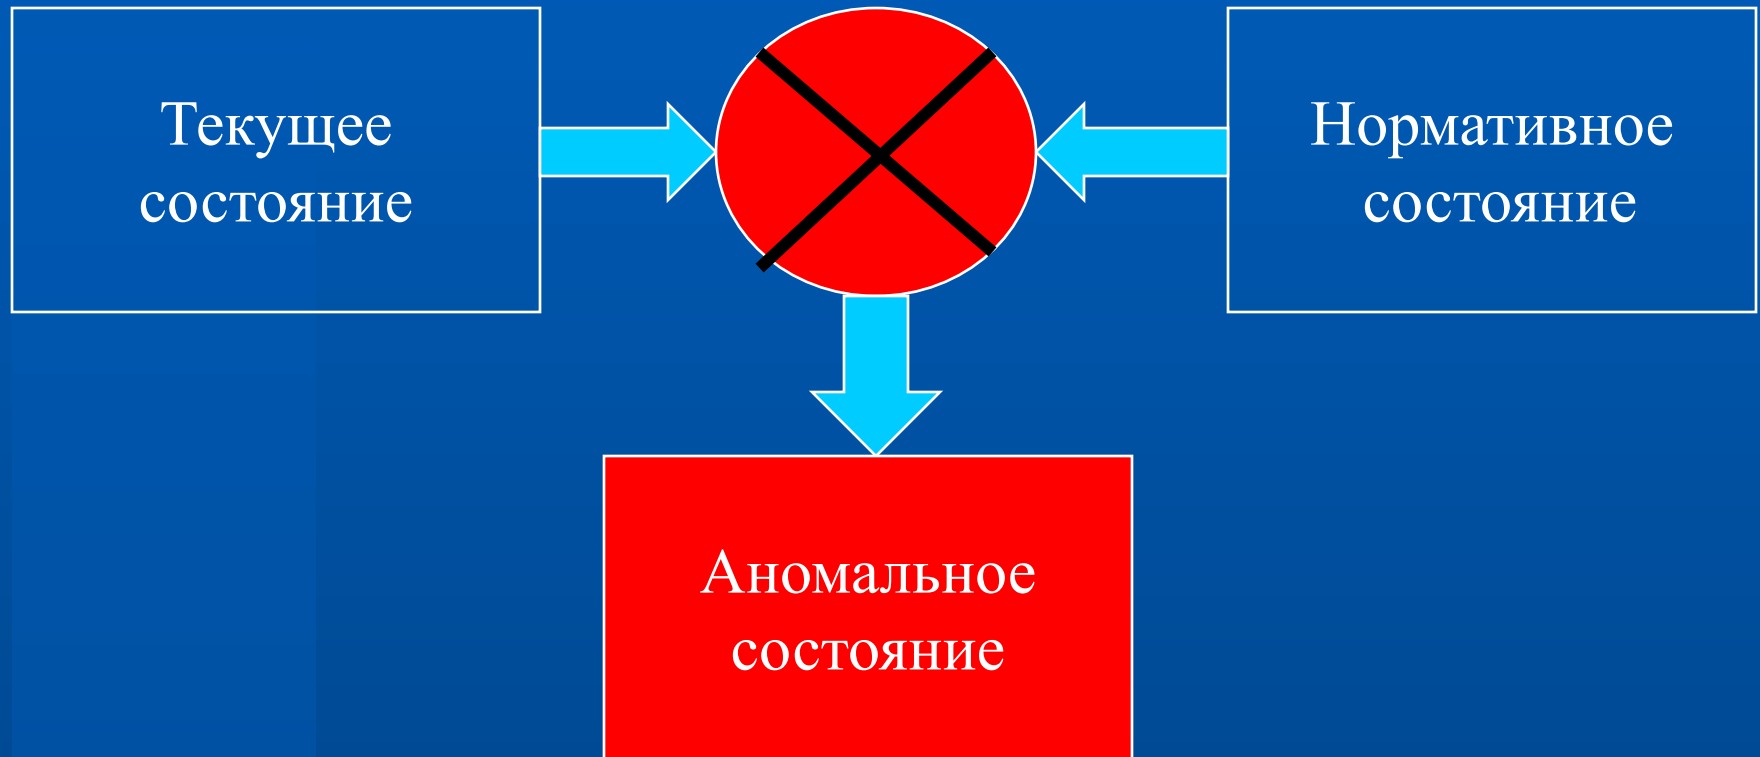 Текущее
состояние
Нормативное
состояние
Аномальное
состояние